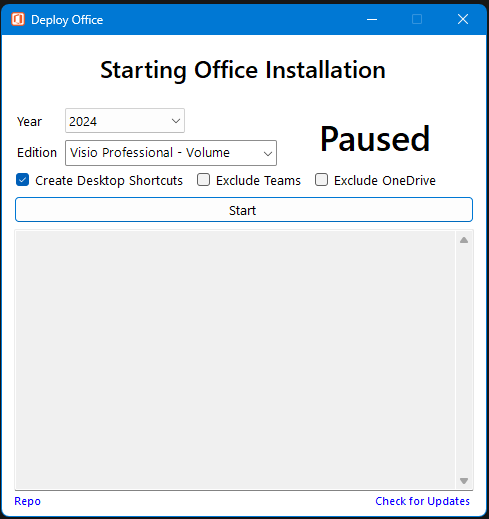 Deploy Office
Starting Office Installation
Year 2024
Paused
Edition Visio Professional - Volume
Create Desktop Shortcuts Exclude Teams Exclude OneDrive
Start
Repo Check for Updates